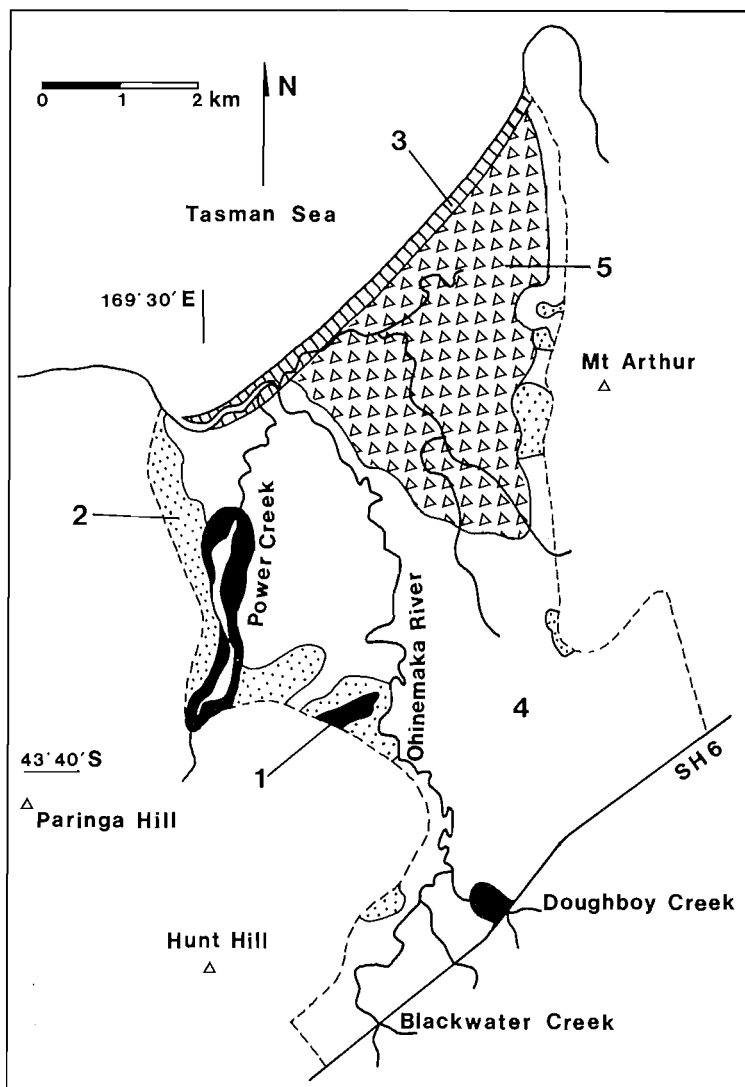 0 1 2 km
N
3
Tasman Sea
5
169° 30′ E
Mt Arthur
2
Power Creek
Ohinemaka River
4
43° 40′ S
1
SH6
Paringa Hill
Doughboy Creek
Hunt Hill
Blackwater Creek